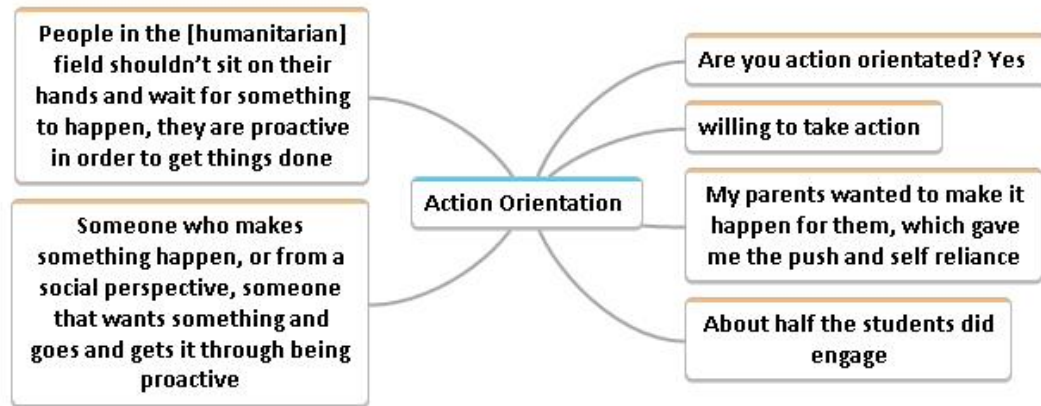 People in the [humanitarian]
field shouldn't sit on their
hands and wait for something
to happen, they are proactive
in order to get things done
Someone who makes
something happen, or from a
social perspective, someone
that wants something and
goes and gets it through being
proactive
Action Orientation
Are you action orientated? Yes
willing to take action
My parents wanted to make it
happen for them, which gave
me the push and self reliance
About half the students did
engage